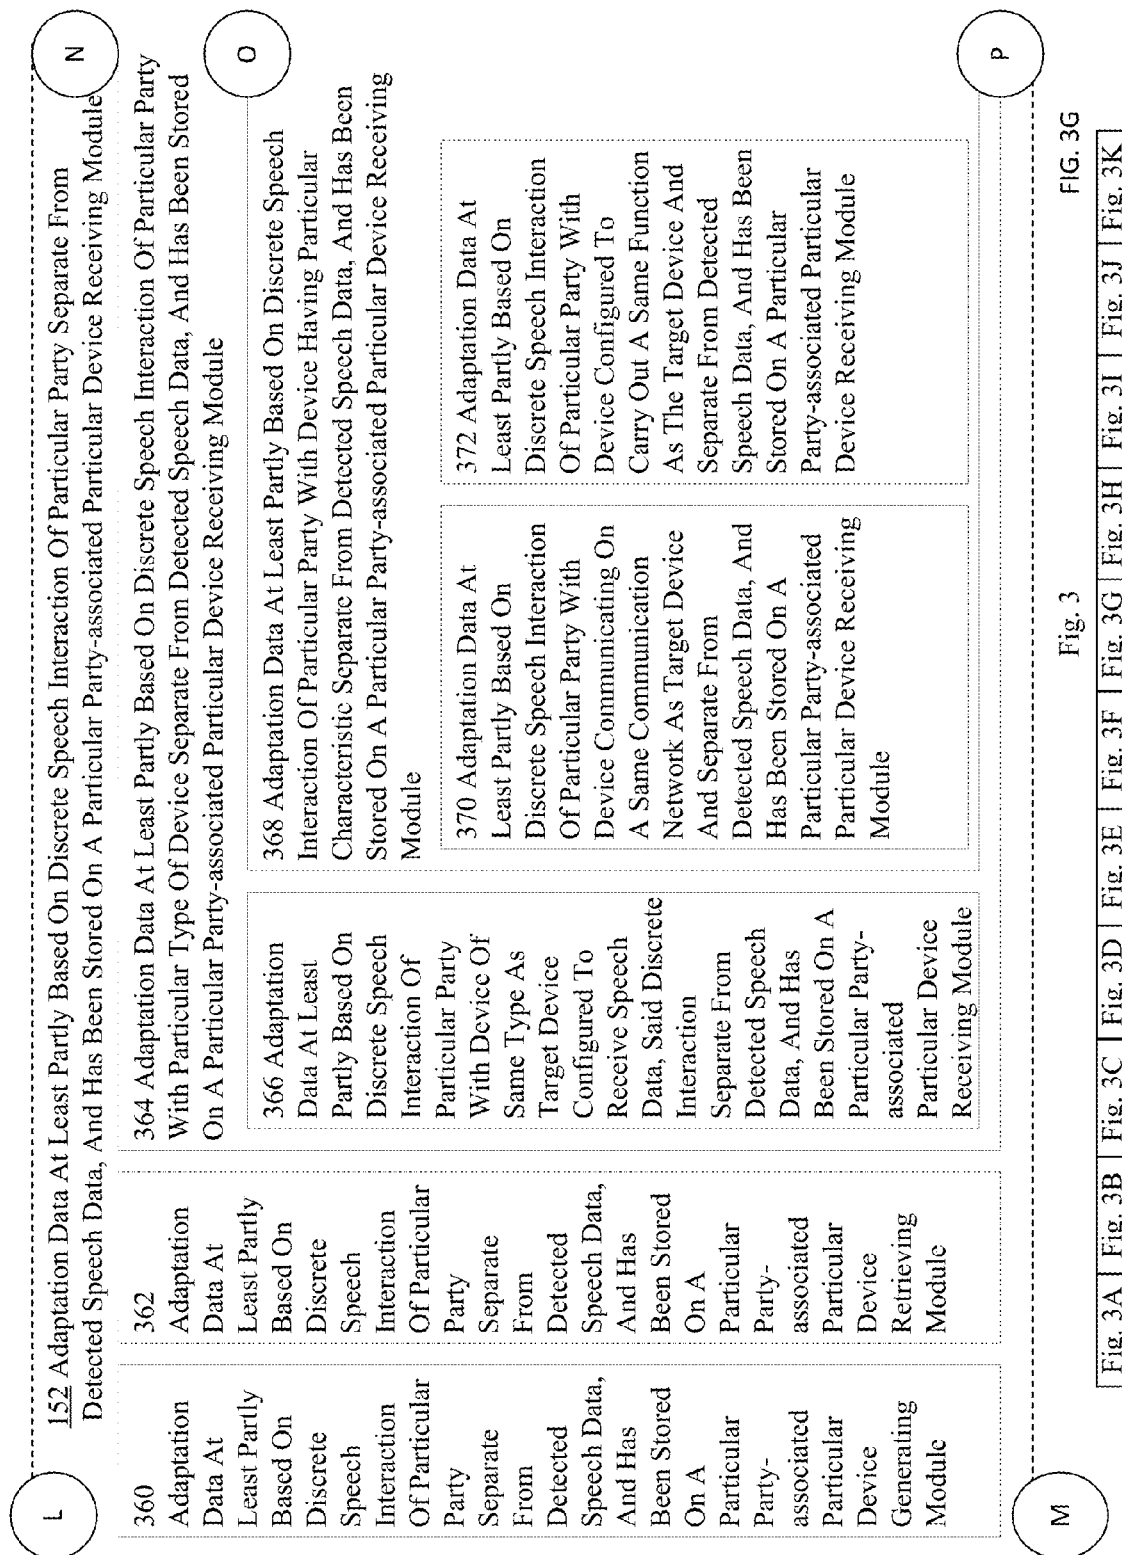 L
N
152 Adaptation Data At Least Partly Based On Discrete Speech Interaction Of Particular Party Separate From
Detected Speech Data, And Has Been Stored On A Particular Party-associated Particular Device Receiving Module
360
Adaptation
Data At
Least Partly
Based On
Discrete
Speech
Interaction
Of Particular
Party
Separate
From
Detected
Speech Data,
And Has
Been Stored
On A
Particular
Party-
associated
Particular
Device
Generating
Module
362
Adaptation
Data At
Least Partly
Based On
Discrete
Speech
Interaction
Of Particular
Party
Separate
From
Detected
Speech Data,
And Has
Been Stored
On A
Particular
Party-
associated
Particular
Device
Retrieving
Module
364 Adaptation Data At Least Partly Based On Discrete Speech Interaction Of Particular Party
With Particular Type Of Device Separate From Detected Speech Data, And Has Been Stored
On A Particular Party-associated Particular Device Receiving Module
O
366 Adaptation
Data At Least
Partly Based On
Discrete Speech
Interaction Of
Particular Party
With Device Of
Same Type As
Target Device
Configured To
Receive Speech
Data, Said Discrete
Interaction
Separate From
Detected Speech
Data, And Has
Been Stored On A
Particular Party-
associated
Particular Device
Receiving Module
368 Adaptation Data At Least Partly Based On Discrete Speech
Interaction Of Particular Party With Device Having Particular
Characteristic Separate From Detected Speech Data, And Has Been
Stored On A Particular Party-associated Particular Device Receiving
Module
370 Adaptation Data At
Least Partly Based On
Discrete Speech Interaction
Of Particular Party With
Device Communicating On
A Same Communication
Network As Target Device
And Separate From
Detected Speech Data, And
Has Been Stored On A
Particular Party-associated
Particular Device Receiving
Module
372 Adaptation Data At
Least Partly Based On
Discrete Speech Interaction
Of Particular Party With
Device Configured To
Carry Out A Same Function
As The Target Device And
Separate From Detected
Speech Data, And Has Been
Stored On A Particular
Party-associated Particular
Device Receiving Module
M
P
Fig. 3
FIG. 3G
Fig. 3A Fig. 3B Fig. 3C Fig. 3D Fig. 3E Fig. 3F Fig. 3G Fig. 3H Fig. 3I Fig. 3J Fig. 3K